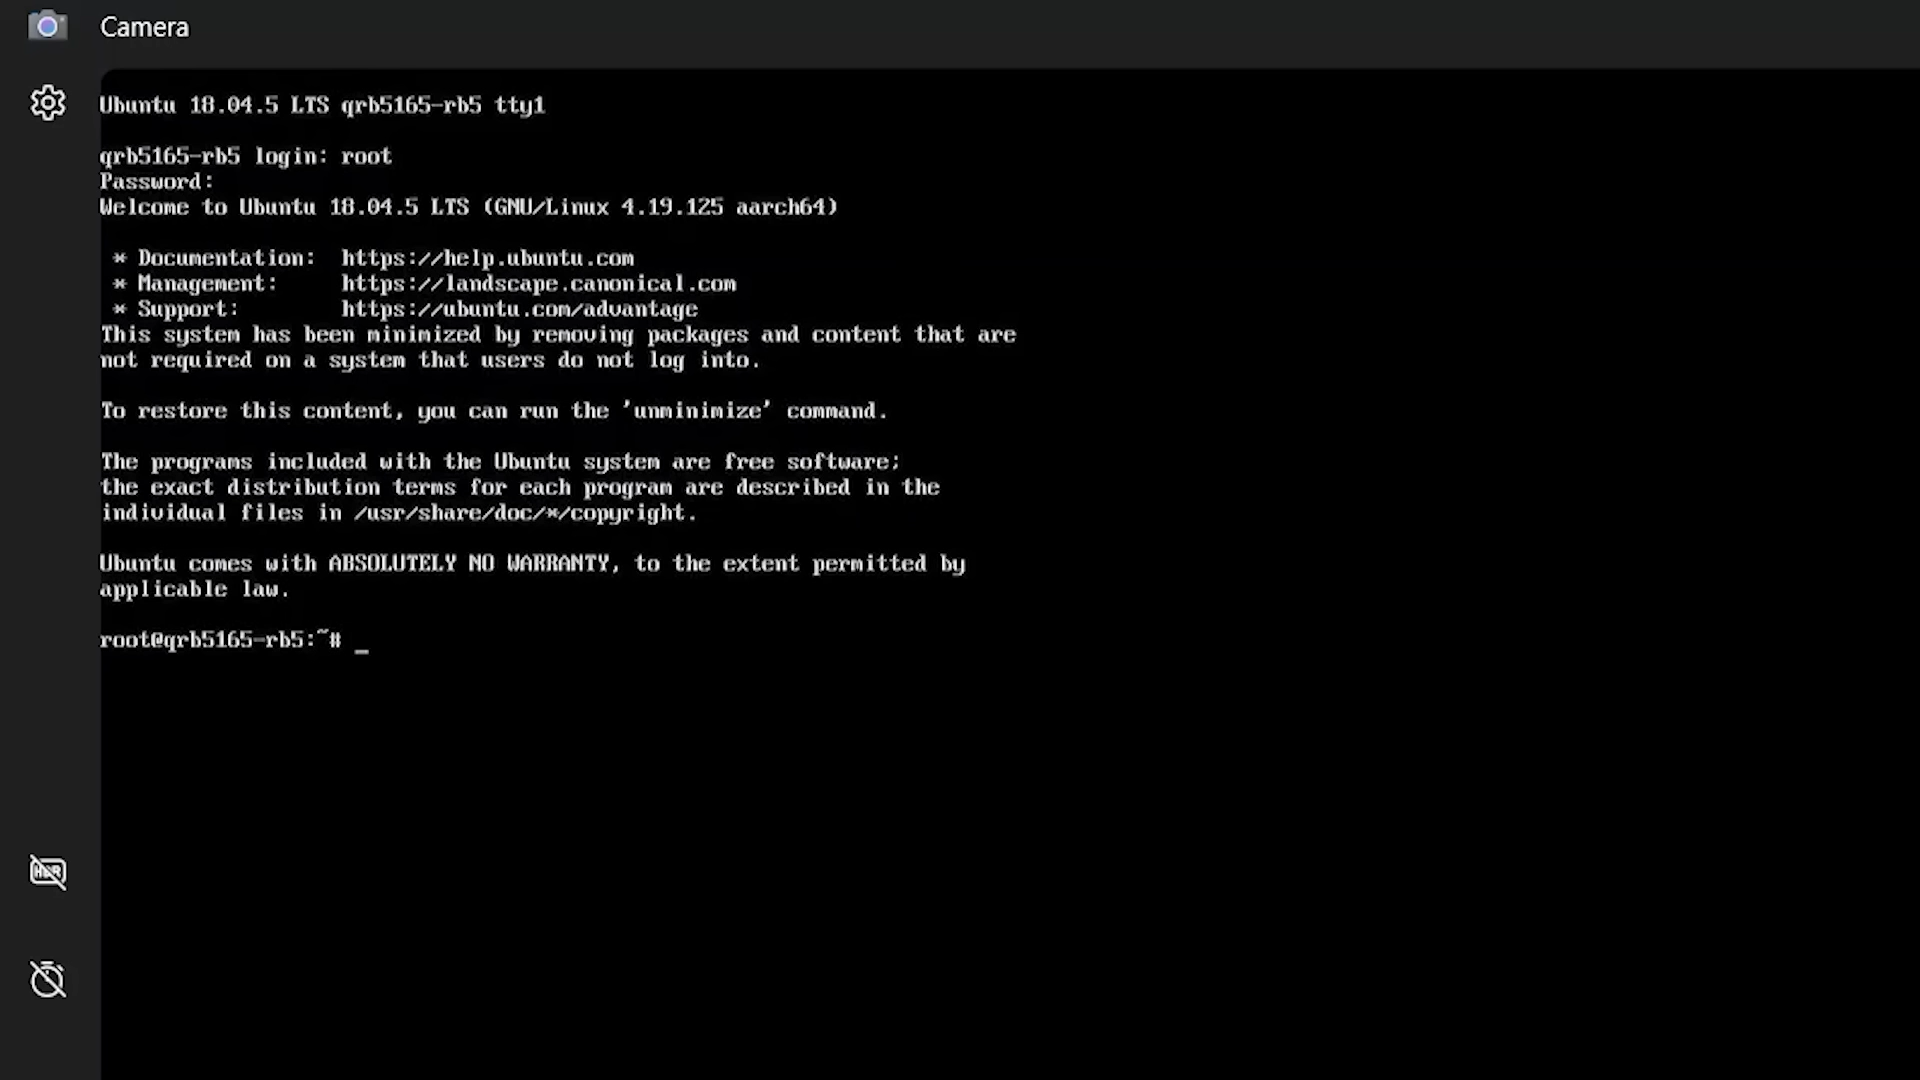 Camera
Ubuntu 18.04.5 LTS qrb5165-rb5 tty1
qrb5165-rb5 login: root
Password:
Welcome to Ubuntu 18.04.5 LTS (GNU/Linux 4.19.125 aarch64)
* Documentation:  https://help.ubuntu.com
* Management:     https://landscape.canonical.com
* Support:        https://ubuntu.com/advantage
This system has been minimized by removing packages and content that are
not required on a system that users do not log into.
To restore this content, you can run the 'unminimize' command.
The programs included with the Ubuntu system are free software;
the exact distribution terms for each program are described in the
individual files in /usr/share/doc/*/copyright.
Ubuntu comes with ABSOLUTELY NO WARRANTY, to the extent permitted by
applicable law.
root@qrb5165-rb5:~# _
HDR